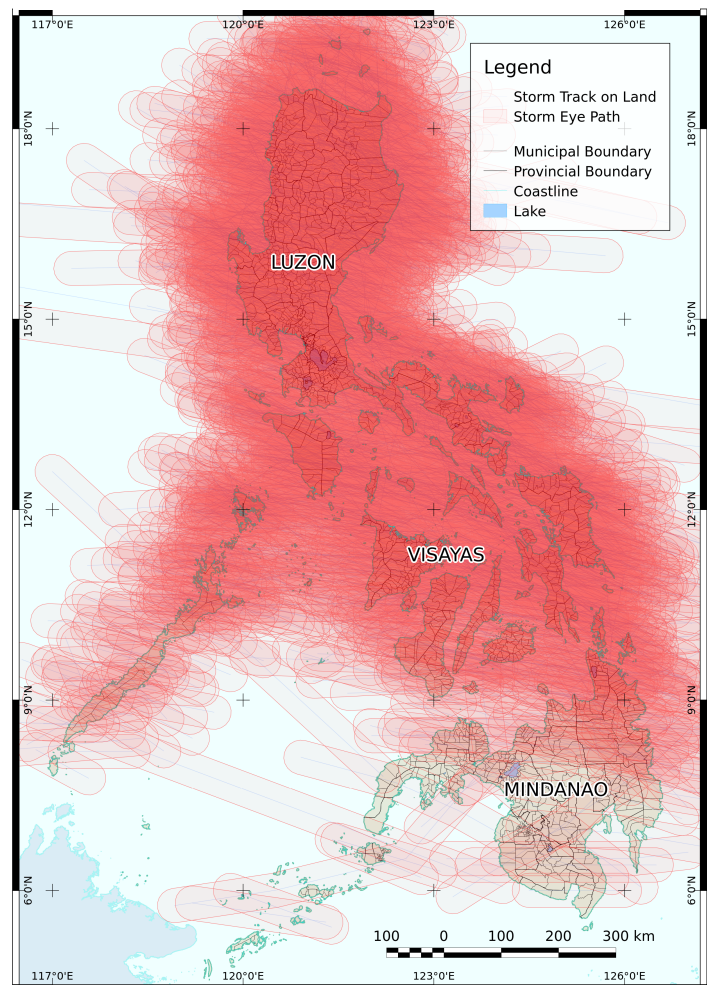 117°0'E 120°0'E 123°0'E 126°0'E
Legend
Storm Track on Land
Storm Eye Path
Municipal Boundary
Provincial Boundary
Coastline
Lake
18°0'N 18°0'N
LUZON
15°0'N 15°0'N
12°0'N 12°0'N
VISAYAS
9°0'N 9°0'N
MINDANAO
6°0'N 6°0'N
100 0 100 200 300 km
117°0'E 120°0'E 123°0'E 126°0'E